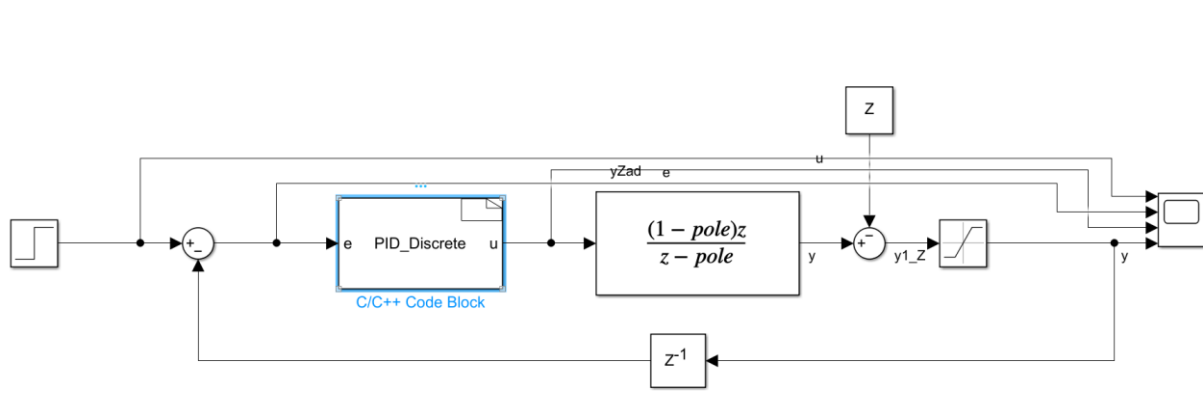 Z
u
yZad e
e PID_Discrete u
(1 − pole)z
z − pole
+
−
−
+
y
y1_Z
y
C/C++ Code Block
Z-1